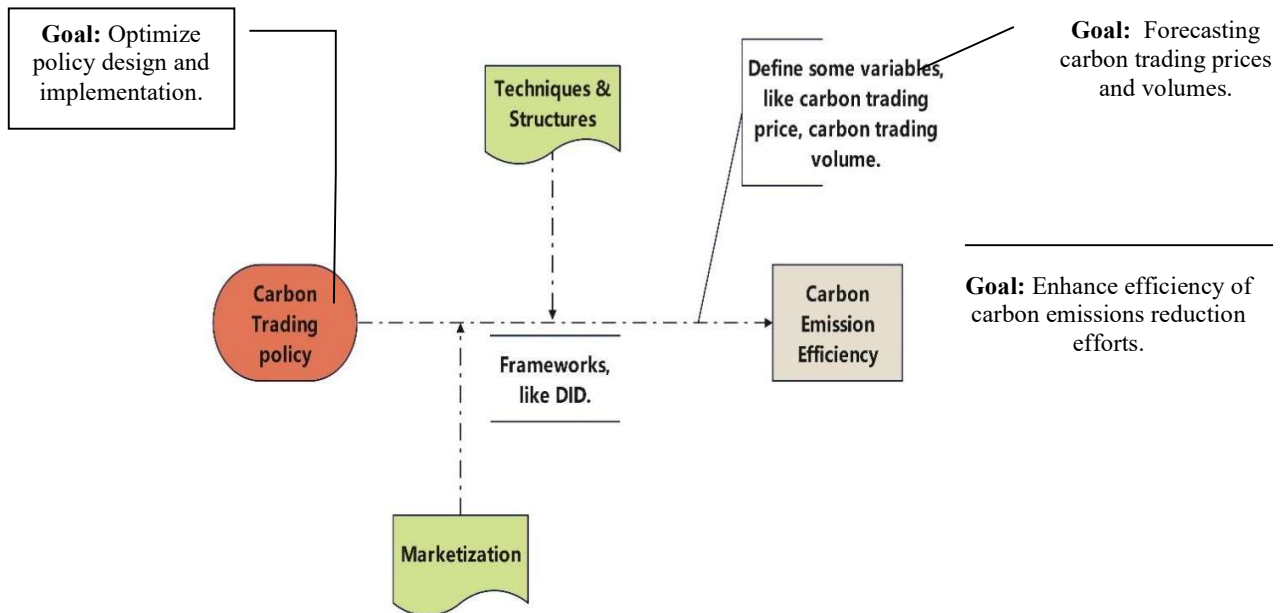 Goal: Optimize
policy design and
implementation.
Techniques &
Structures
Define some variables,
like carbon trading
price, carbon trading
volume.
Goal: Forecasting
carbon trading prices
and volumes.
Carbon
Trading
policy
Frameworks,
like DID.
Carbon
Emission
Efficiency
Goal: Enhance efficiency of
carbon emissions reduction
efforts.
Marketization